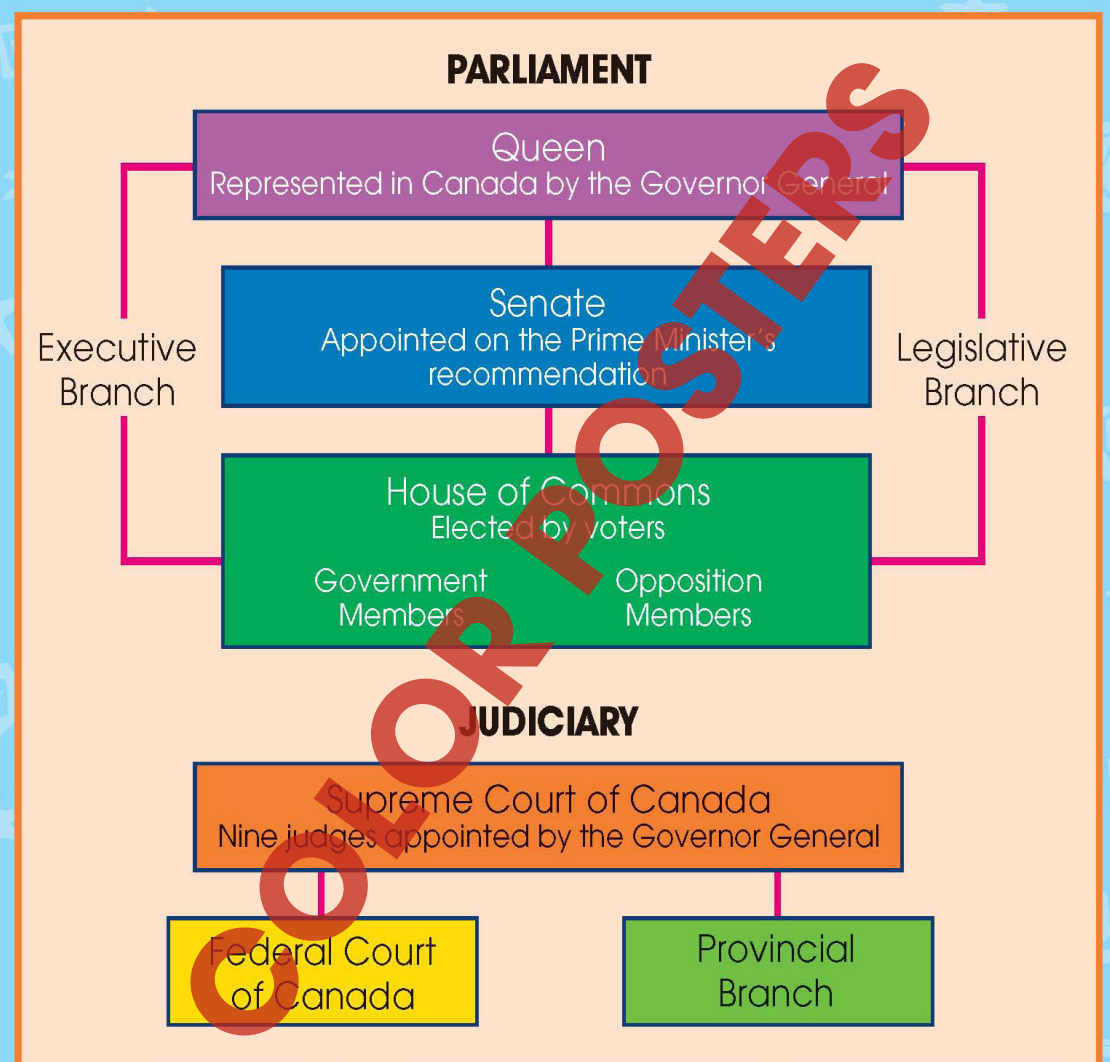 PARLIAMENT
Queen
Represented in Canada by the Governor General
Senate
Appointed on the Prime Minister's
recommendation
Executive
Branch
Legislative
Branch
House of Commons
Elected by voters
Government
Members
Opposition
Members
JUDICIARY
Supreme Court of Canada
Nine judges appointed by the Governor General
Federal Court
of Canada
Provincial
Branch
COLOR POSTERS